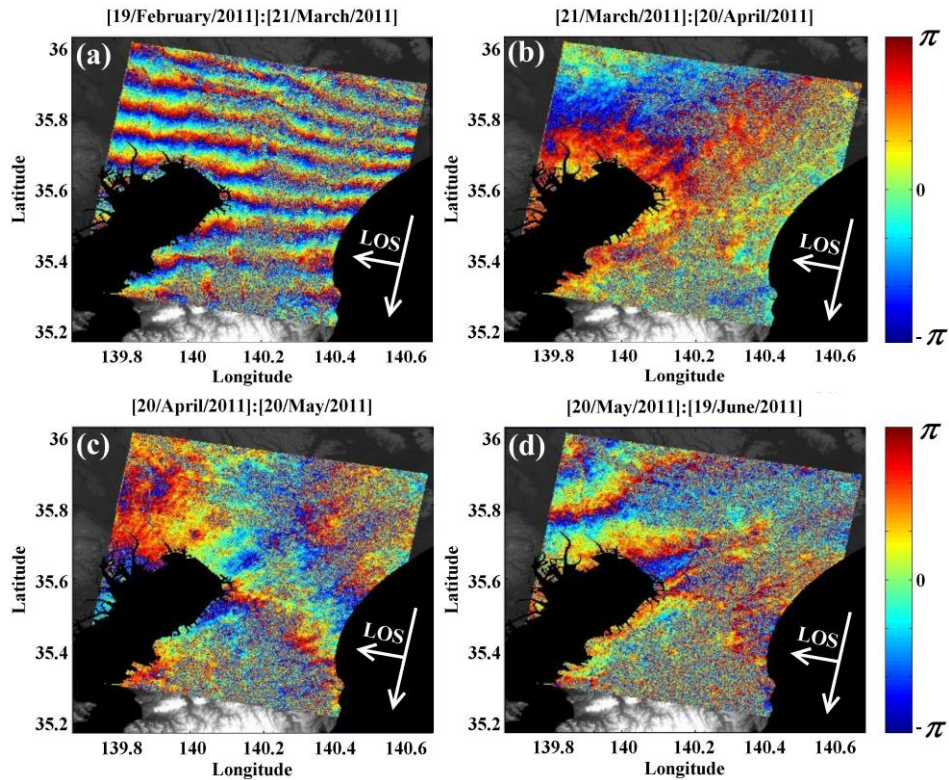 [19/February/2011]:[21/March/2011]
[21/March/2011]:[20/April/2011]
(a)
LOS
36
35.8
35.6
35.4
35.2
Latitude
139.8 140 140.2 140.4 140.6
Longitude
(b)
LOS
36
35.8
35.6
35.4
35.2
Latitude
139.8 140 140.2 140.4 140.6
Longitude
π
0
-π
[20/April/2011]:[20/May/2011]
[20/May/2011]:[19/June/2011]
(c)
LOS
36
35.8
35.6
35.4
35.2
Latitude
139.8 140 140.2 140.4 140.6
Longitude
(d)
LOS
36
35.8
35.6
35.4
35.2
Latitude
139.8 140 140.2 140.4 140.6
Longitude
π
0
-π